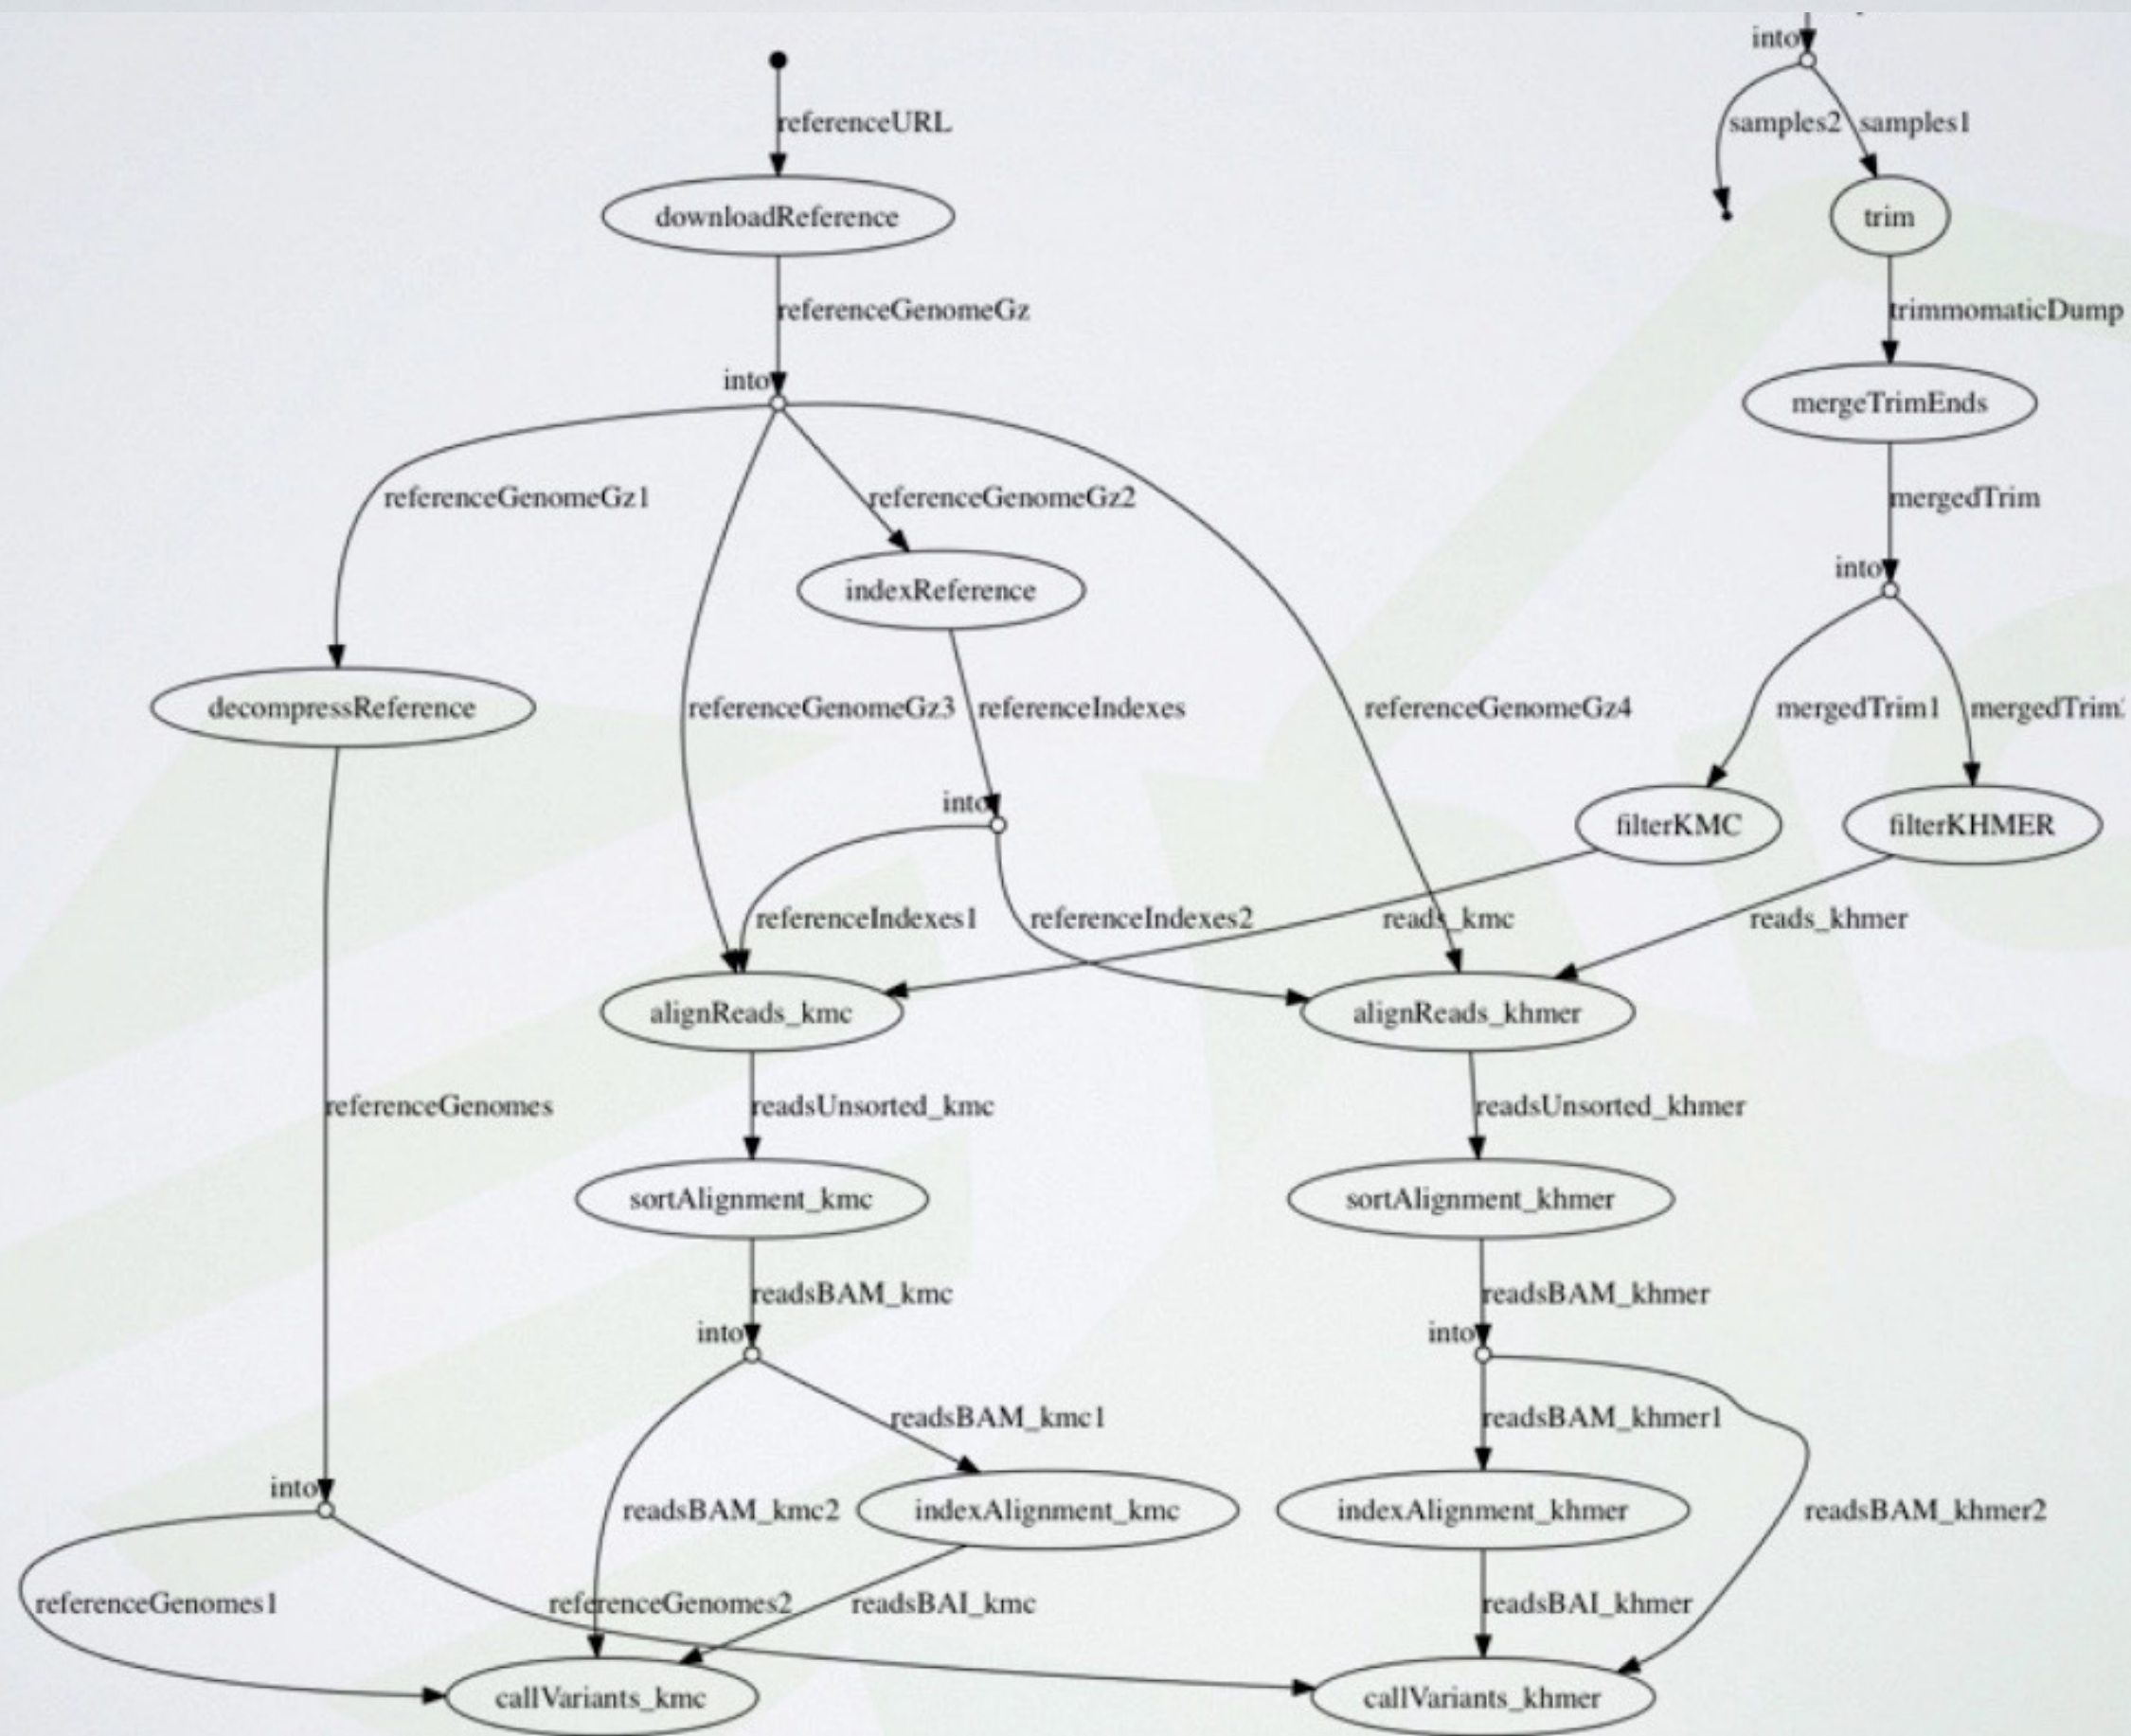 into
referenceURL
samples2
samples1
downloadReference
trim
referenceGenomeGz
trimmomaticDump
into
mergeTrimEnds
referenceGenomeGz1
referenceGenomeGz2
mergedTrim
into
indexReference
decompressReference
referenceGenomeGz3
referenceIndexes
referenceGenomeGz4
mergedTrim1
mergedTrim
into
filterKMC
filterKHMER
referenceIndexes1
referenceIndexes2
reads_kmc
reads_khmer
alignReads_kmc
alignReads_khmer
referenceGenomes
readsUnsorted_kmc
readsUnsorted_khmer
sortAlignment_kmc
sortAlignment_khmer
readsBAM_kmc
readsBAM_khmer
into
into
readsBAM_kmc1
readsBAM_khmer1
into
readsBAM_kmc2
indexAlignment_kmc
indexAlignment_khmer
readsBAM_khmer2
referenceGenomes1
referenceGenomes2
readsBAI_kmc
readsBAI_khmer
callVariants_kmc
callVariants_khmer